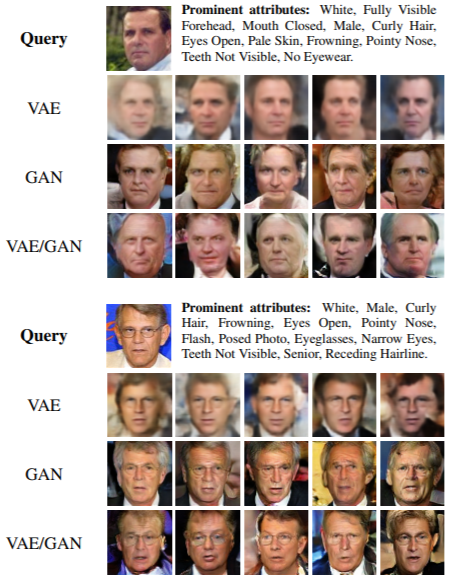 Query
Prominent attributes: White, Fully Visible
Forehead, Mouth Closed, Male, Curly Hair,
Eyes Open, Pale Skin, Frowning, Pointy Nose,
Teeth Not Visible, No Eyewear.
VAE
GAN
VAE/GAN
Query
Prominent attributes: White, Male, Curly
Hair, Frowning, Eyes Open, Pointy Nose,
Flash, Posed Photo, Eyeglasses, Narrow Eyes,
Teeth Not Visible, Senior, Receding Hairline.
VAE
GAN
VAE/GAN